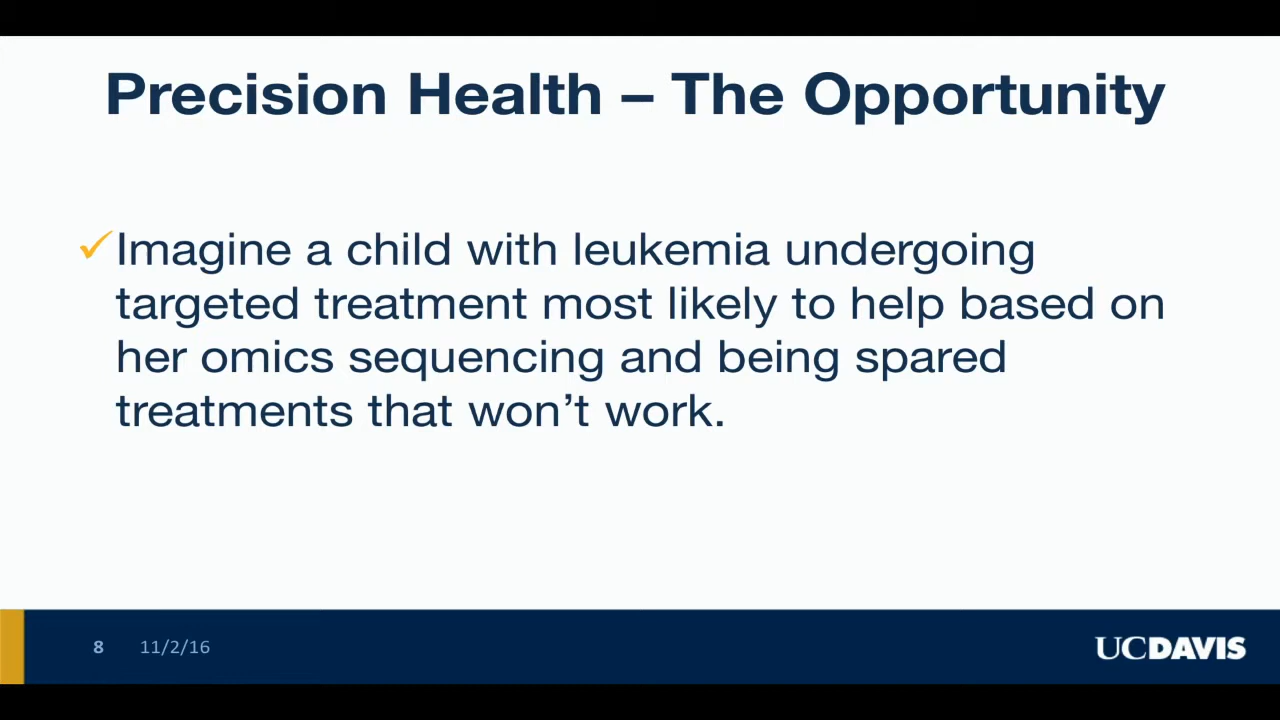 Precision Health – The Opportunity
✓Imagine a child with leukemia undergoing
targeted treatment most likely to help based on
her omics sequencing and being spared
treatments that won’t work.
8 11/2/16
UCDAVIS